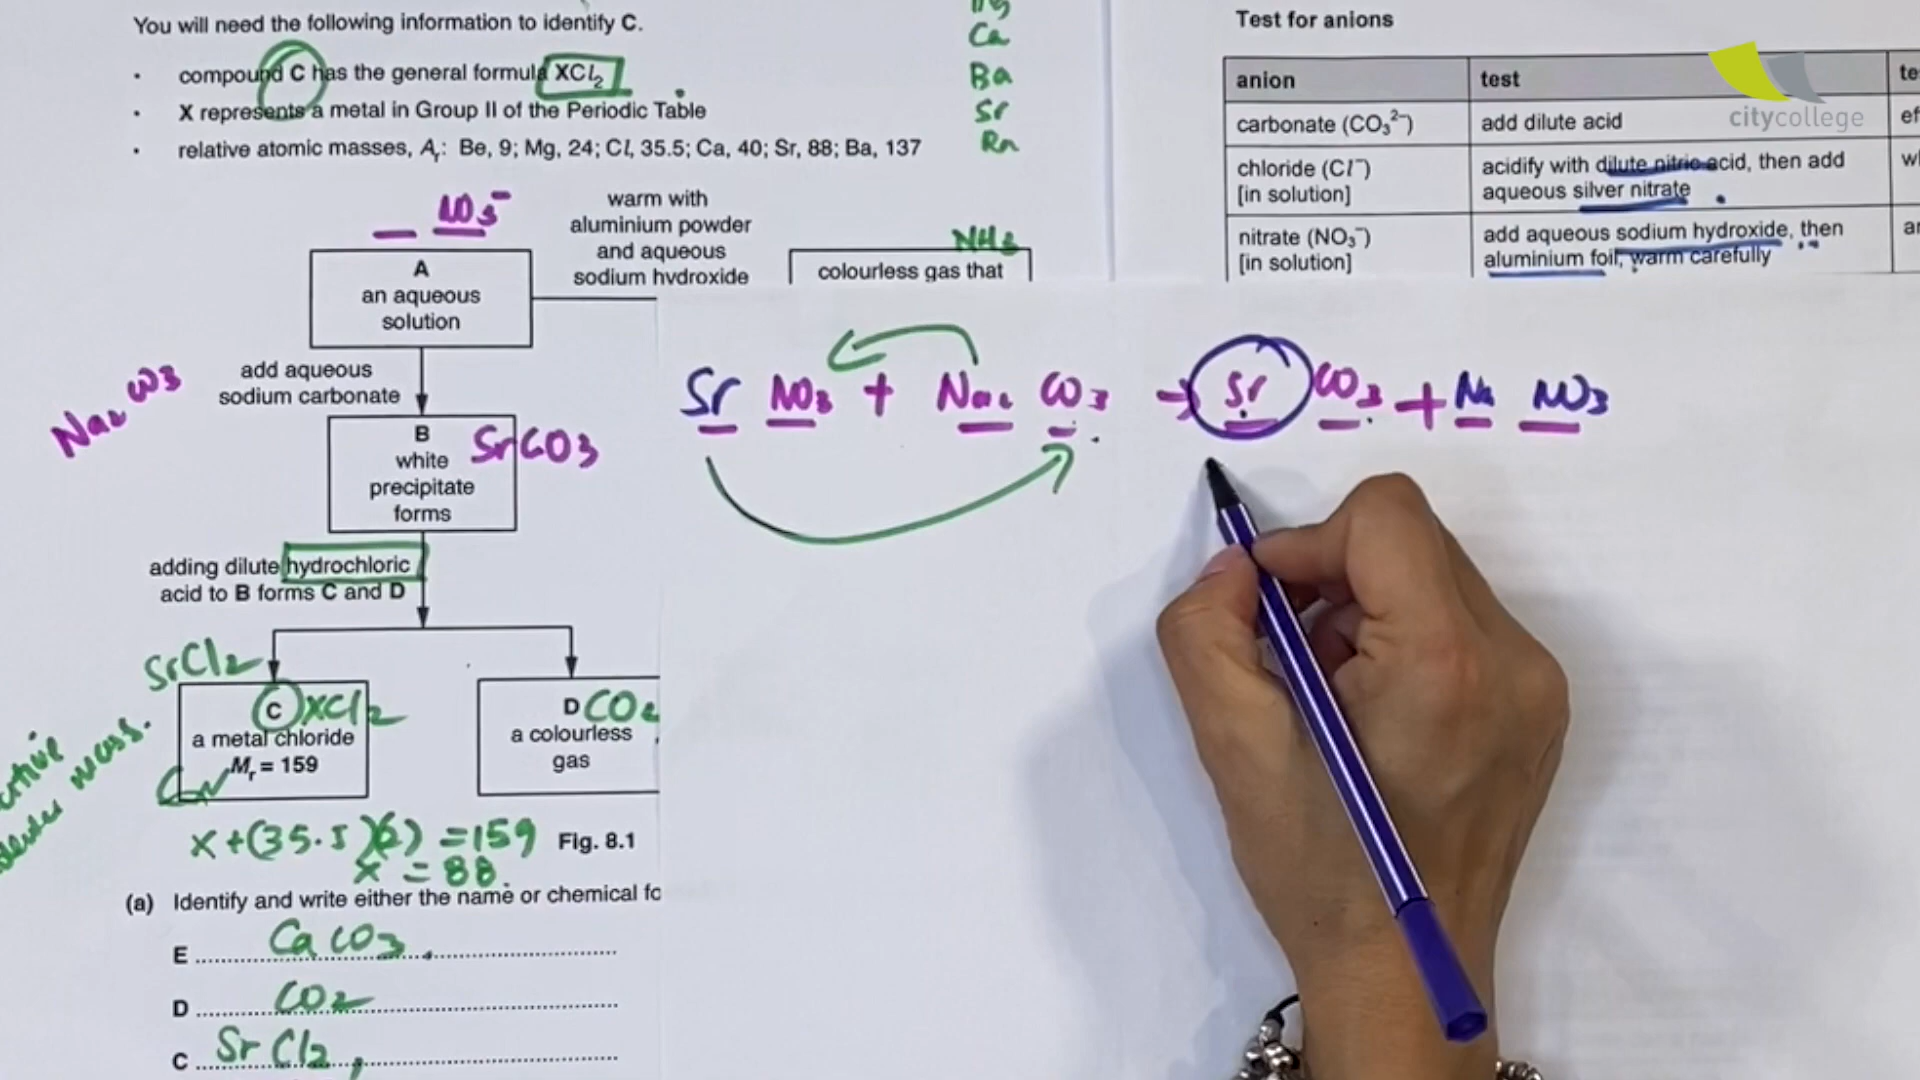 You will need the following information to identify C.
• compound C has the general formula XCl₂
• X represents a metal in Group II of the Periodic Table
• relative atomic masses, Aᵣ: Be, 9; Mg, 24; Cl, 35.5; Ca, 40; Sr, 88; Ba, 137
Ca
Ba
Sr
Rn
NO₃⁻
A
an aqueous
solution
warm with
aluminium powder
and aqueous
sodium hydroxide
NH₃
colourless gas that
Na₂ CO₃
add aqueous
sodium carbonate
B
white
precipitate
forms
SrCO₃
adding dilute hydrochloric
acid to B forms C and D
SrCl₂
C XCl₂
a metal chloride
Mᵣ = 159
D CO₂
a colourless
gas
mass.
X + (35.5)(2) = 159
X = 88.
Fig. 8.1
(a) Identify and write either the name or chemical fo
E CaCO₃
D CO₂
C SrCl₂
Test for anions
anion test te
carbonate (CO₃²⁻) add dilute acid ef
chloride (Cl⁻)
[in solution]
acidify with dilute nitric acid, then add
aqueous silver nitrate
nitrate (NO₃⁻)
[in solution]
add aqueous sodium hydroxide, then
aluminium foil, warm carefully
citycollege
Sr NO₃ + Na₂ CO₃ → Sr CO₃ + Na NO₃